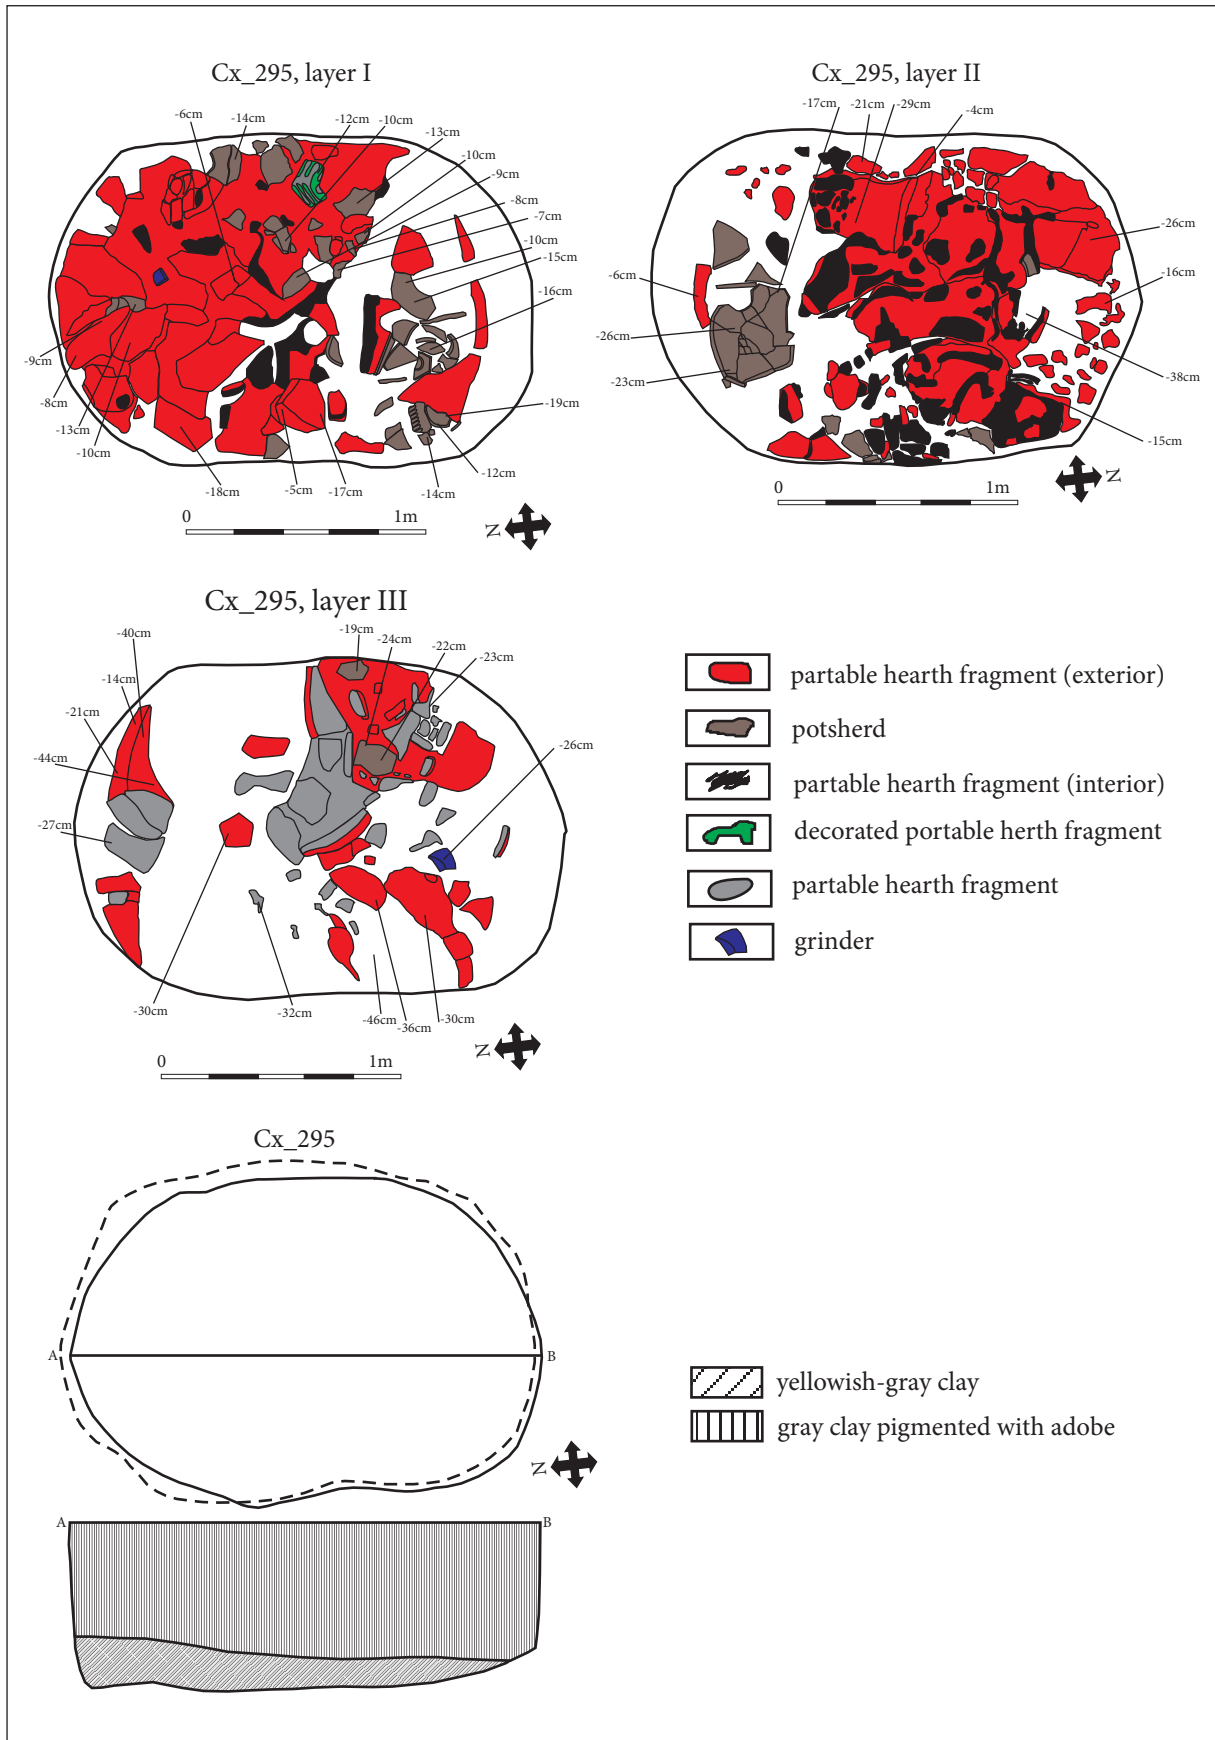 Cx_295, layer I
-6cm
-14cm
-12cm
-10cm
-13cm
-10cm
-9cm
-8cm
-7cm
-10cm
-15cm
-16cm
-9cm
-8cm
-13cm
-10cm
-18cm
-5cm
-17cm
-14cm
-12cm
-19cm
0 1m
N
Cx_295, layer II
-17cm
-21cm
-29cm
-4cm
-26cm
-6cm
-16cm
-26cm
-23cm
-38cm
-15cm
0 1m
N
Cx_295, layer III
-40cm
-19cm
-24cm
-22cm
-23cm
-14cm
-21cm
-44cm
-26cm
-27cm
-30cm
-32cm
-46cm
-36cm
-30cm
0 1m
N
partable hearth fragment (exterior)
potsherd
partable hearth fragment (interior)
decorated portable herth fragment
partable hearth fragment
grinder
Cx_295
A B
N
A B
yellowish-gray clay
gray clay pigmented with adobe